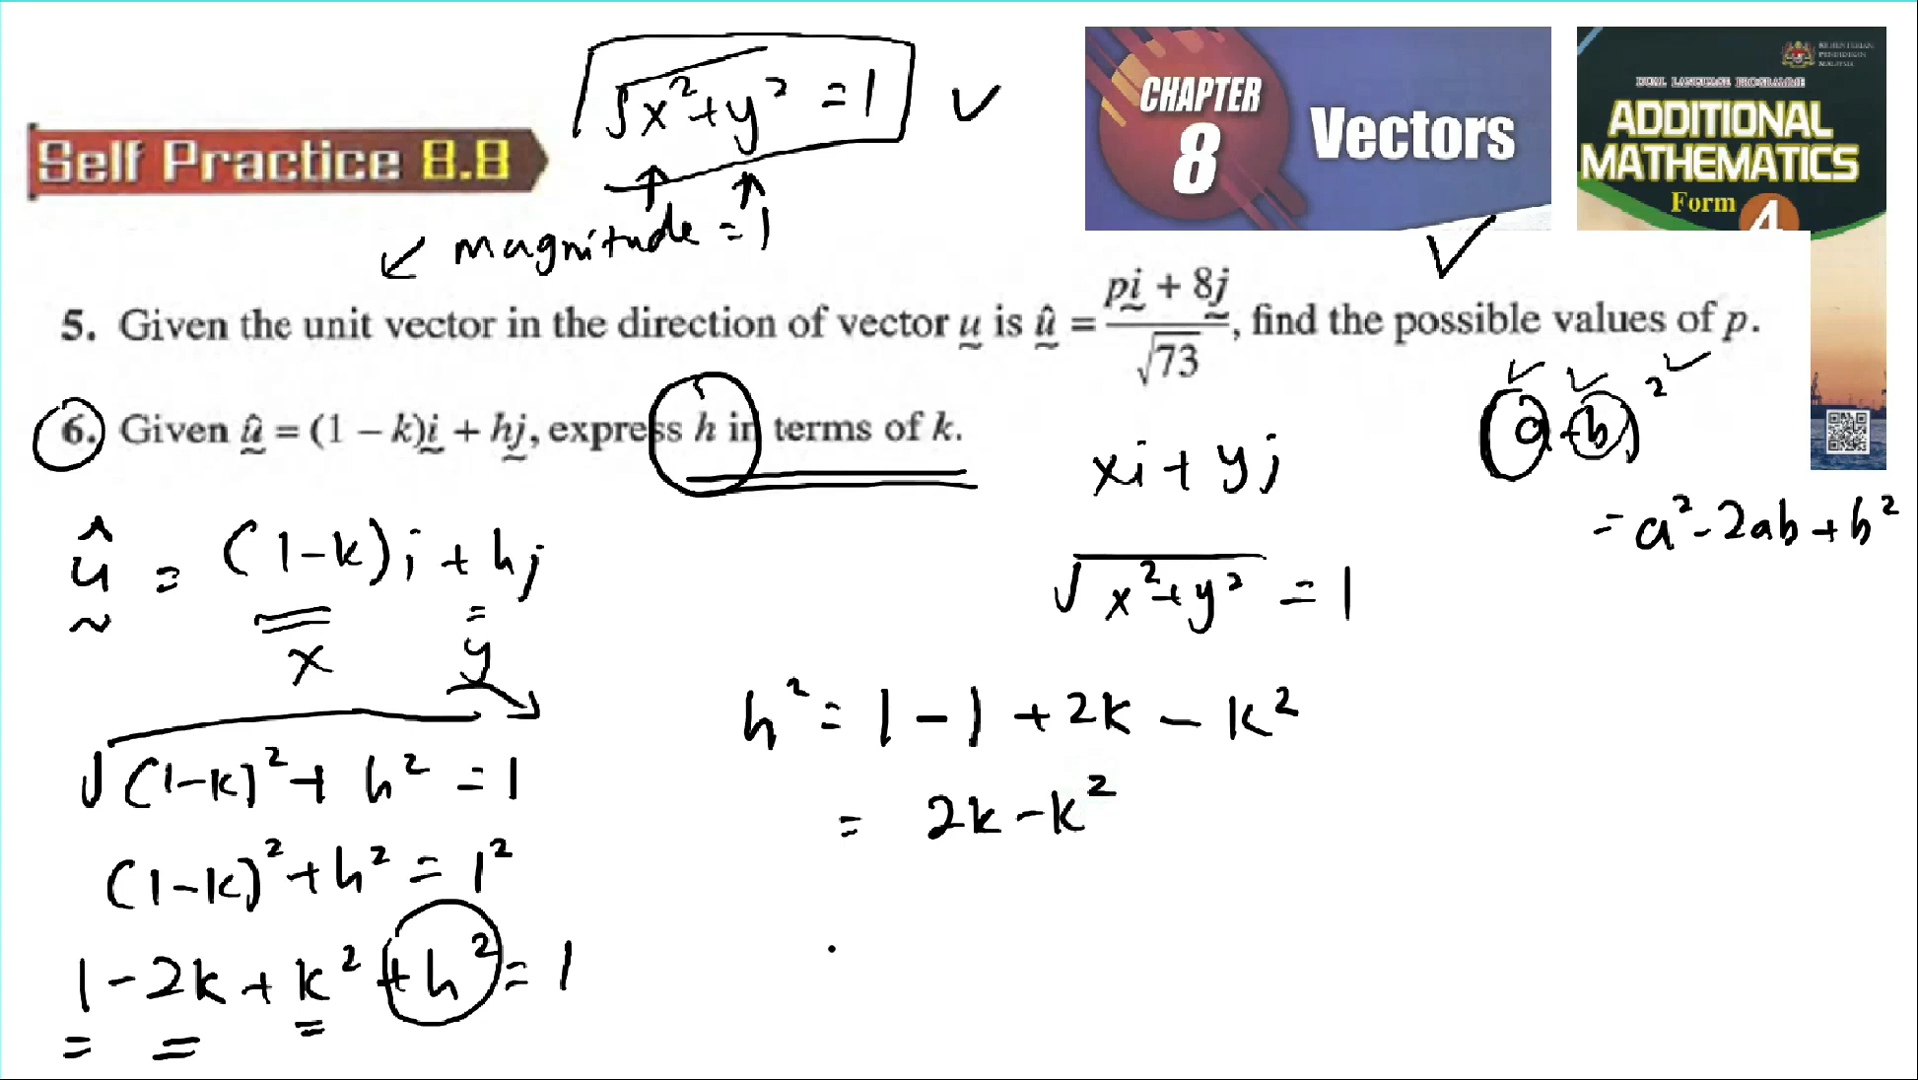 √x²+y² = 1
Self Practice 8.8
magnitude = 1
CHAPTER
8
Vectors
DUAL LANGUAGE PROGRAMME
ADDITIONAL
MATHEMATICS
Form 4
5. Given the unit vector in the direction of vector u is û = (pi + 8j)/√73, find the possible values of p.
6. Given û = (1 – k)i + hj, express h in terms of k.
û = (1-k)i + hj
x y
√(1-k)² + h² = 1
(1-k)² + h² = 1²
1 - 2k + k² + h² = 1
xi + yj
√x²+y² = 1
h² = 1 - 1 + 2k - k²
= 2k - k²
(a-b)²
= a² - 2ab + b²